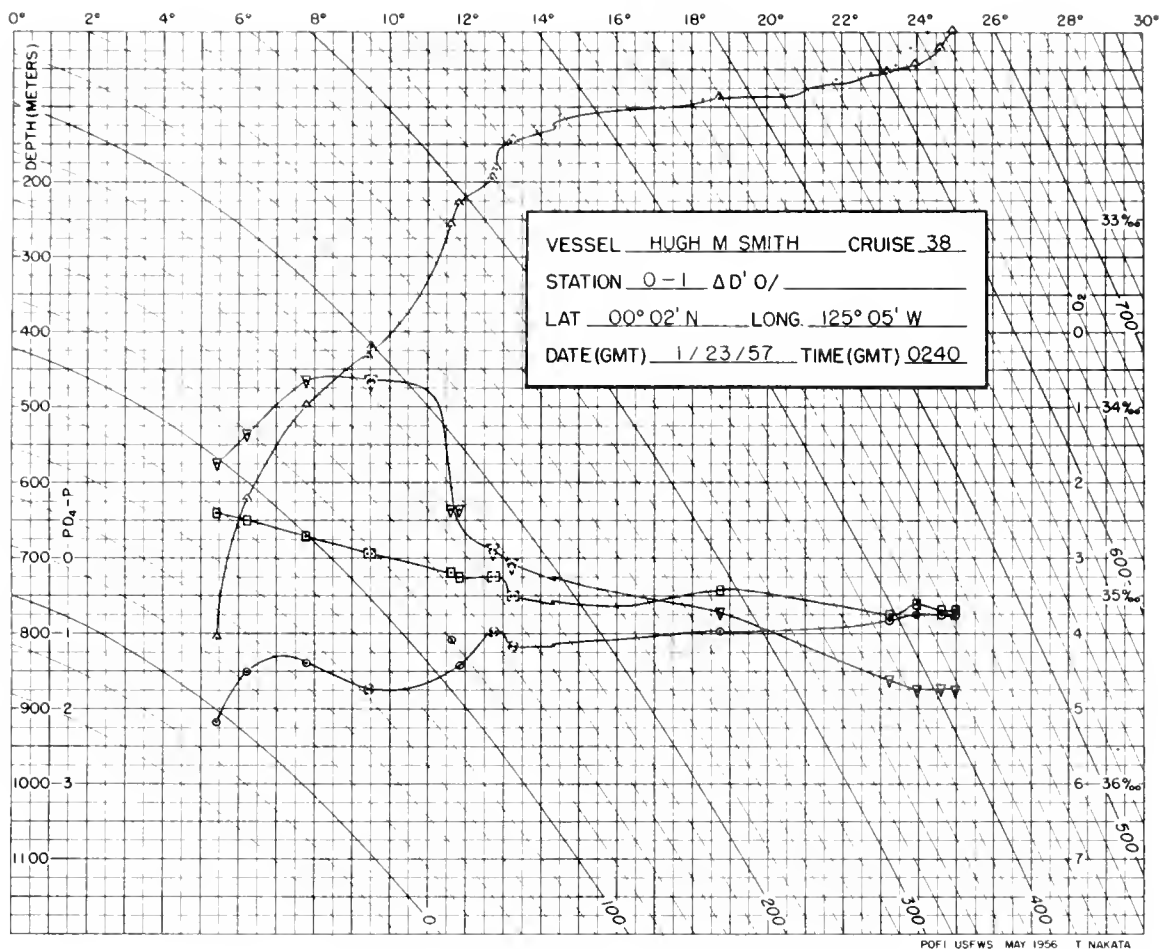 0° 2° 4° 6° 8° 10° 12° 14° 16° 18° 20° 22° 24° 26° 28° 30°
DEPTH (METERS)
200
300
400
500
600
700 0
800 1
900 2
1000 3
1100
PO₄-P
VESSEL HUGH M SMITH CRUISE 38
STATION 0-1 ΔD' 0/
LAT 00° 02' N LONG. 125° 05' W
DATE (GMT) 1/23/57 TIME (GMT) 0240
O₂
0
1
2
3
4
5
6
7
33‰
34‰
35‰
36‰
700
600
500
0 100 200 300 400
POFI USFWS MAY 1956 T NAKATA